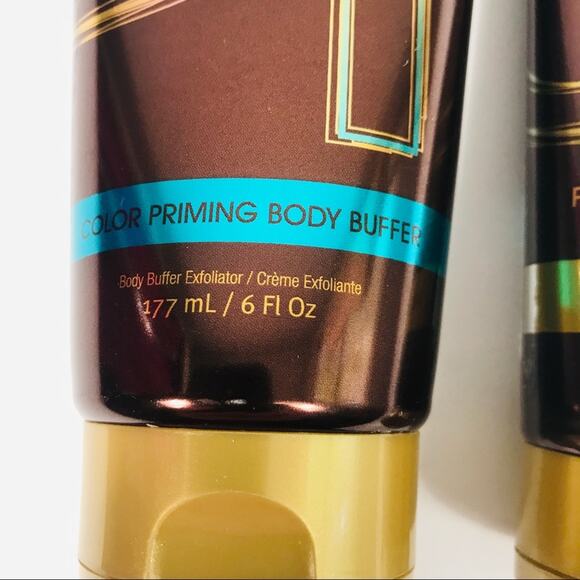 COLOR PRIMING BODY BUFFER
Body Buffer Exfoliator / Crème Exfoliante
177 mL / 6 Fl Oz